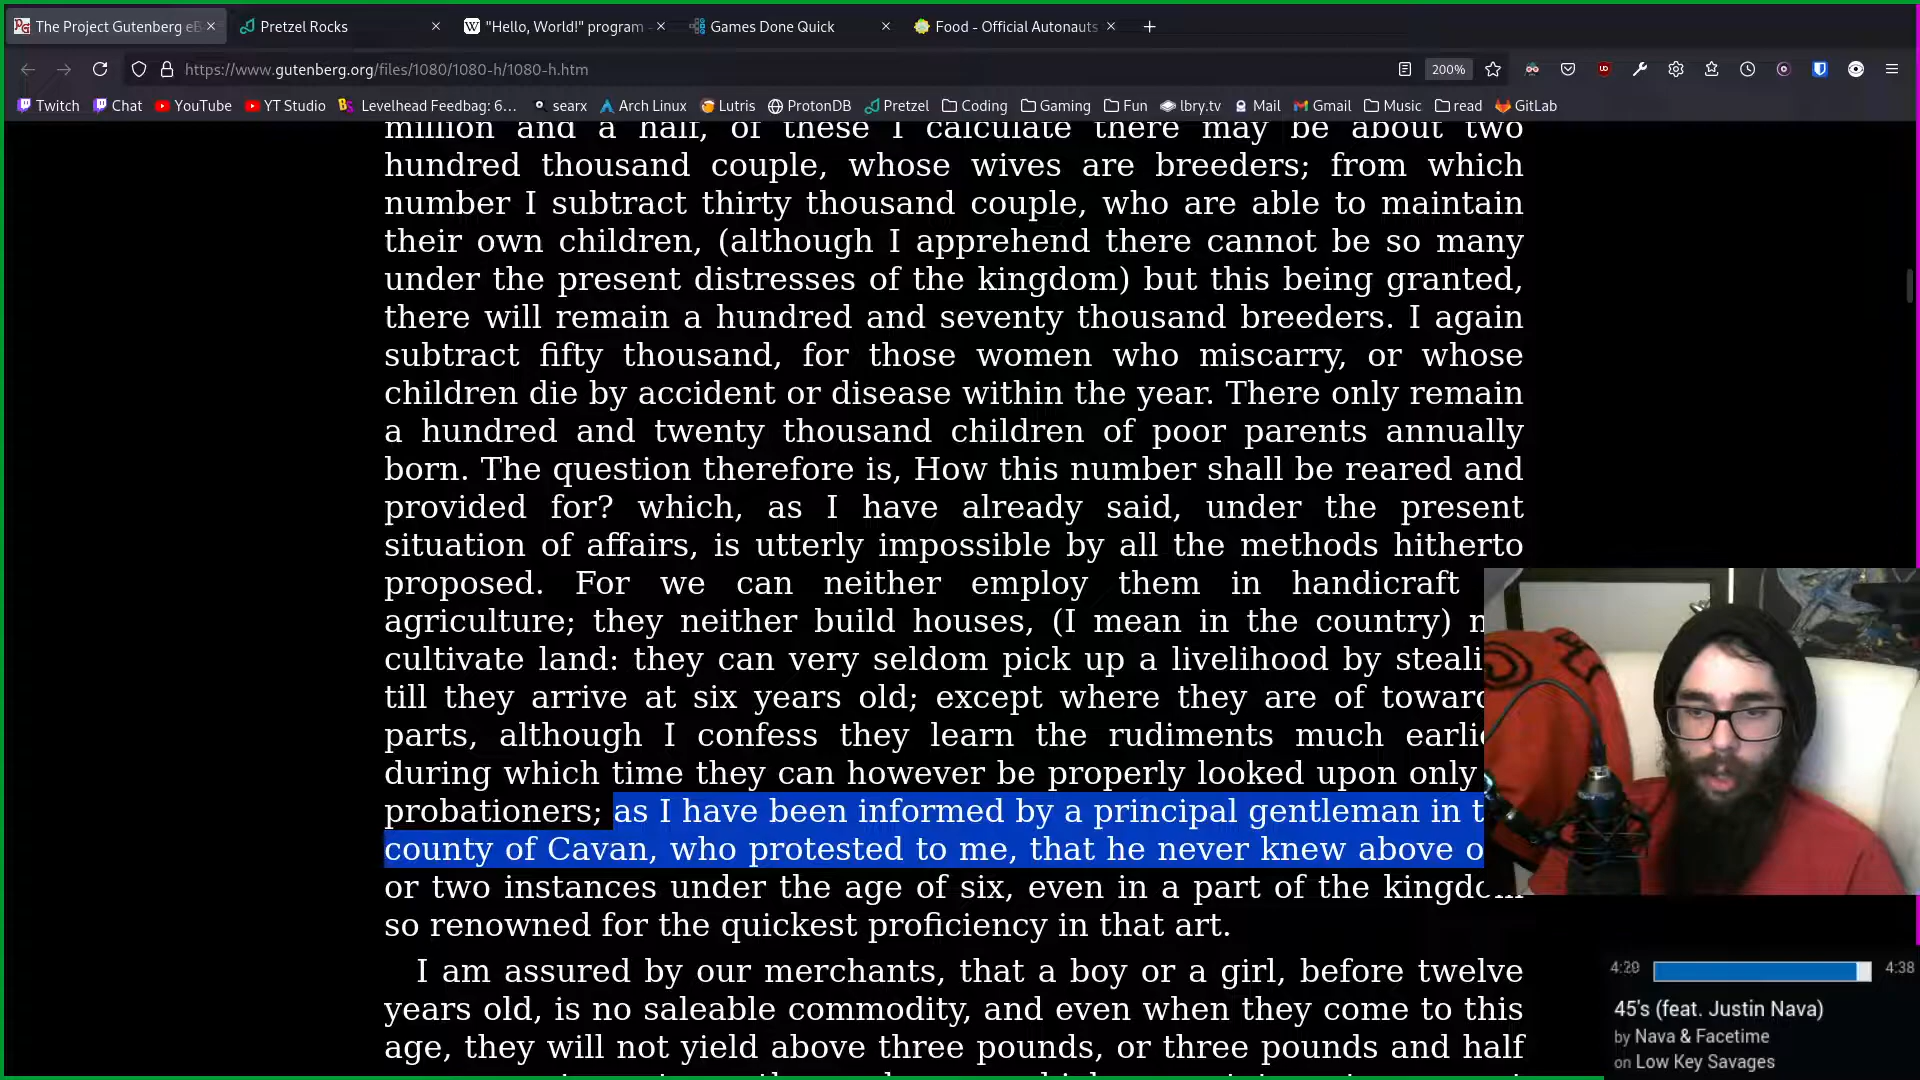 The Project Gutenberg eB
Pretzel Rocks
"Hello, World!" program -
Games Done Quick
Food - Official Autonauts
https://www.gutenberg.org/files/1080/1080-h/1080-h.htm
200%
Twitch
Chat
YouTube
YT Studio
Levelhead Feedbag: 6...
searx
Arch Linux
Lutris
ProtonDB
Pretzel
Coding
Gaming
Fun
lbry.tv
Mail
Gmail
Music
read
GitLab
million and a half, of these I calculate there may be about two
hundred thousand couple, whose wives are breeders; from which
number I subtract thirty thousand couple, who are able to maintain
their own children, (although I apprehend there cannot be so many
under the present distresses of the kingdom) but this being granted,
there will remain a hundred and seventy thousand breeders. I again
subtract fifty thousand, for those women who miscarry, or whose
children die by accident or disease within the year. There only remain
a hundred and twenty thousand children of poor parents annually
born. The question therefore is, How this number shall be reared and
provided for? which, as I have already said, under the present
situation of affairs, is utterly impossible by all the methods hitherto
proposed. For we can neither employ them in handicraft
agriculture; they neither build houses, (I mean in the country)
cultivate land: they can very seldom pick up a livelihood by steali
till they arrive at six years old; except where they are of toward
parts, although I confess they learn the rudiments much earlie
during which time they can however be properly looked upon only
probationers; as I have been informed by a principal gentleman in t
county of Cavan, who protested to me, that he never knew above o
or two instances under the age of six, even in a part of the kingdom
so renowned for the quickest proficiency in that art.
I am assured by our merchants, that a boy or a girl, before twelve
years old, is no saleable commodity, and even when they come to this
age, they will not yield above three pounds, or three pounds and half
4:29
4:38
45's (feat. Justin Nava)
by Nava & Facetime
on Low Key Savages